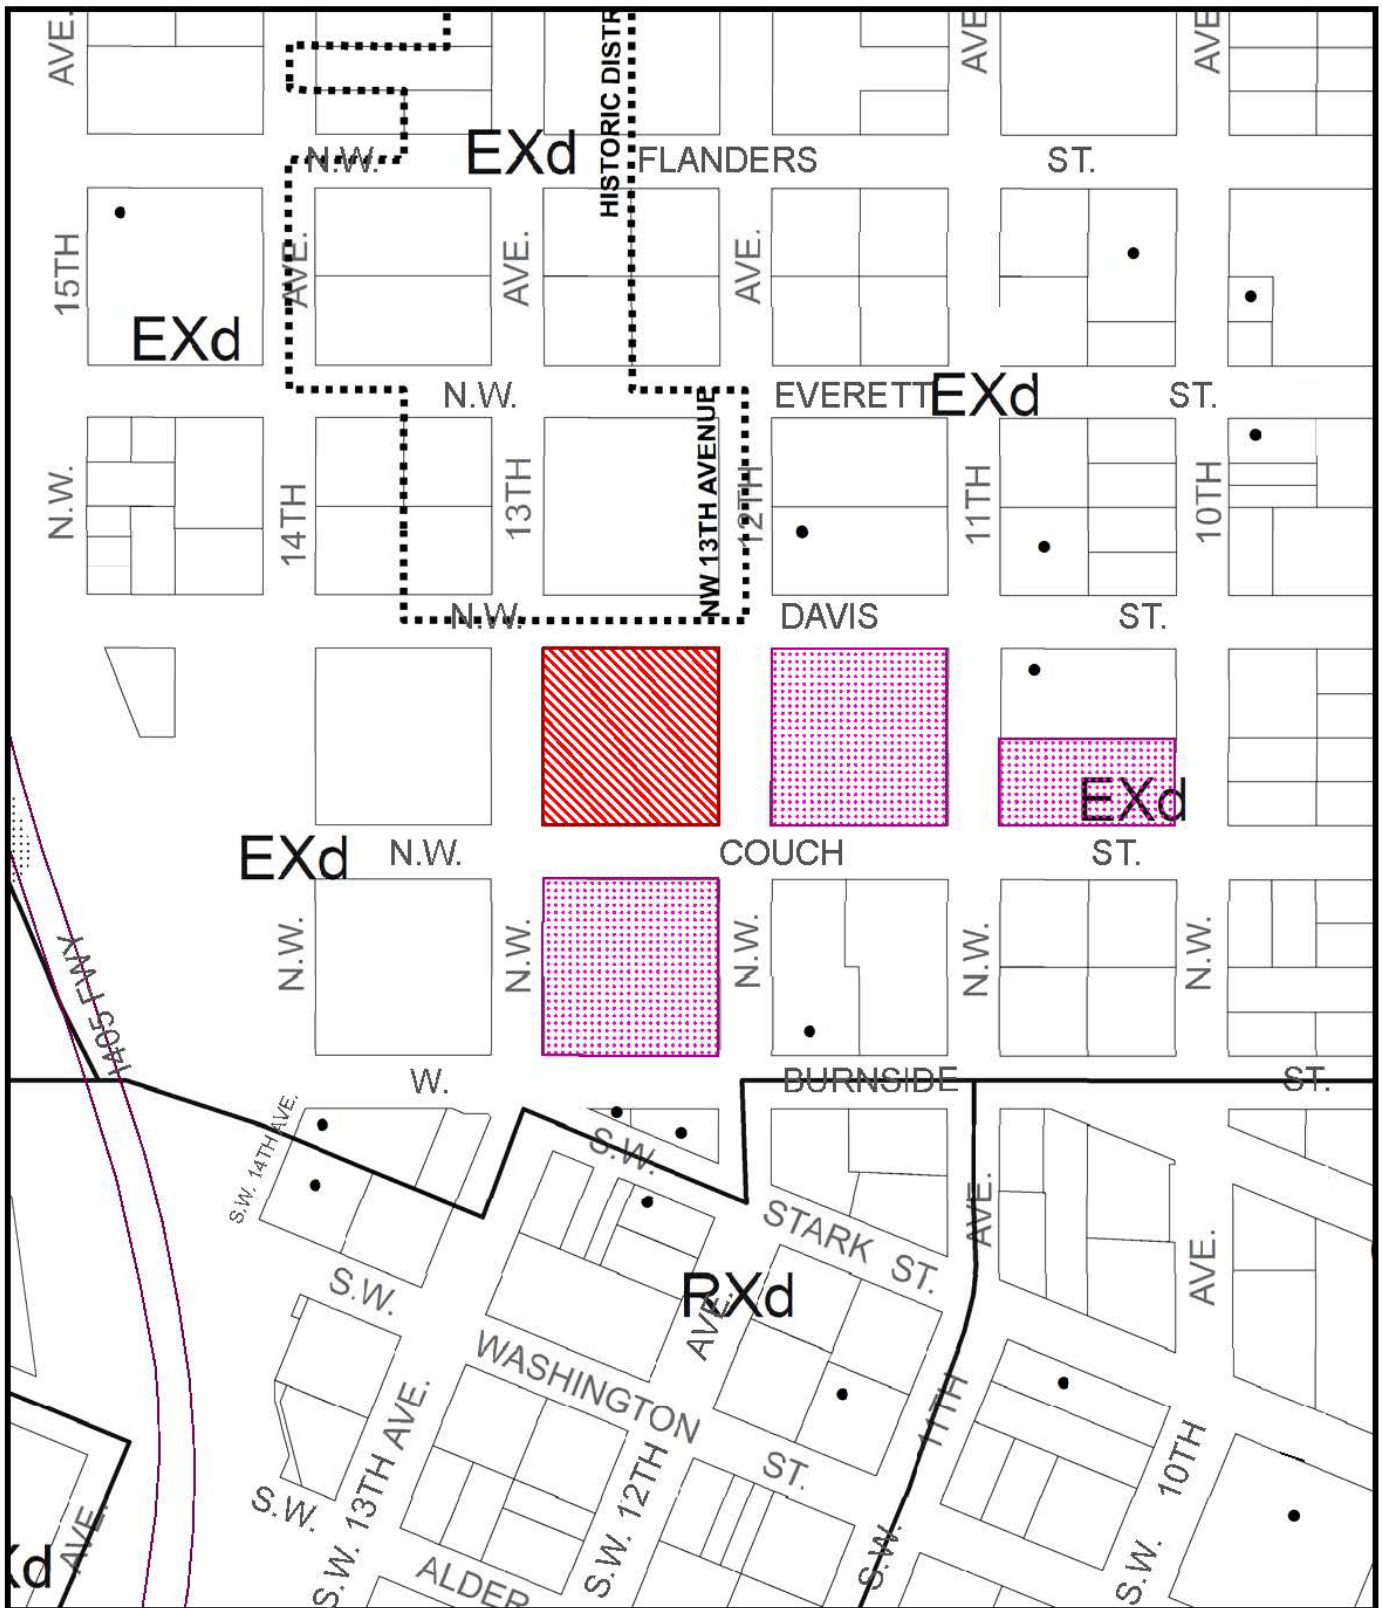 AVE.
HISTORIC DISTR
AVE
AVE
EXd
N.W.
FLANDERS
ST.
15TH
AVE.
AVE.
AVE.
EXd
N.W.
EVERETT
EXd
ST.
N.W.
14TH
13TH
NW 13TH AVENUE
12TH
11TH
10TH
N.W.
DAVIS
ST.
EXd
EXd
N.W.
COUCH
ST.
I405 FWY
N.W.
N.W.
N.W.
N.W.
N.W.
W.
BURNSIDE
ST.
S.W. 14TH AVE.
S.W.
STARK ST.
AVE.
AVE.
S.W.
RXd
AVE.
WASHINGTON
ST.
S.W. 13TH AVE.
S.W. 12TH
S.W. 11TH
S.W. 10TH
S.W.
AVE.
Xd
ALDER